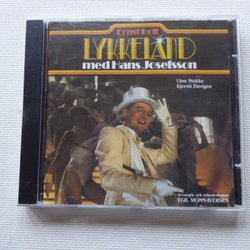 LYKKELAND
med Hans Josefsson
Linn Stokke
Kjersti Døvigen
Arrangør och orkesterledare
EGIL MONN-IVERSEN